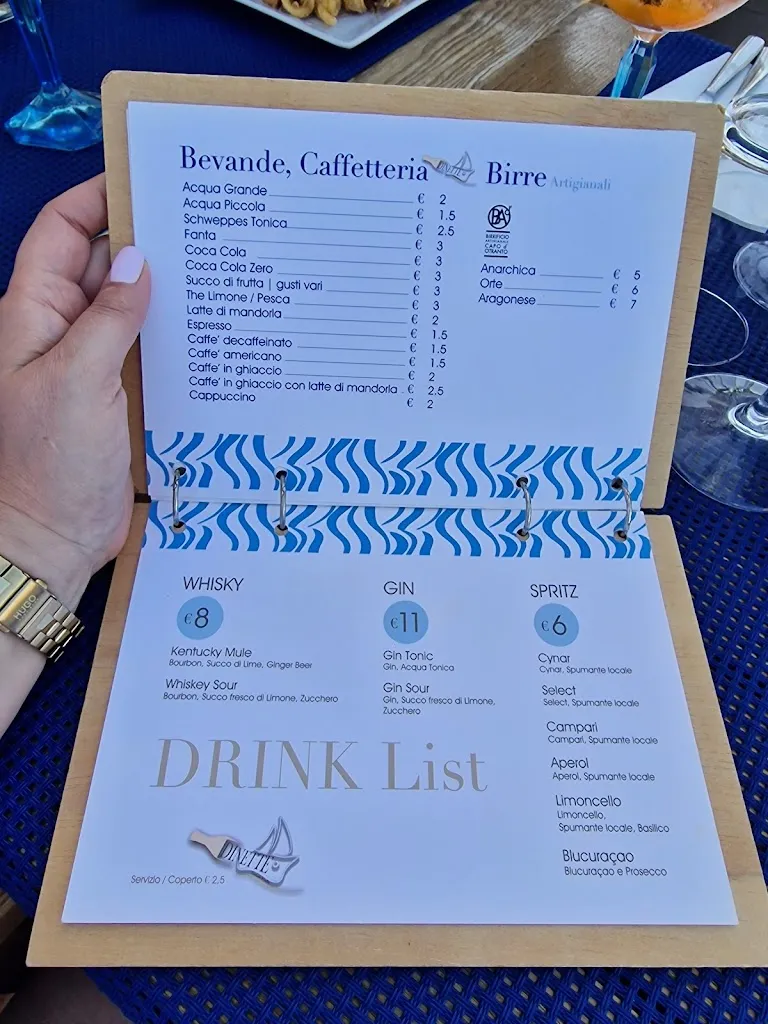 Bevande, Caffetteria
Acqua Grande € 2
Acqua Piccola € 1.5
Schweppes Tonica € 2.5
Fanta € 3
Coca Cola € 3
Coca Cola Zero € 3
Succo di frutta | gusti vari € 3
The Limone / Pesca € 3
Latte di mandorla € 2
Espresso € 1.5
Caffe' decaffeinato € 1.5
Caffe' americano € 1.5
Caffe' in ghiaccio € 2
Caffe' in ghiaccio con latte di mandorla € 2.5
Cappuccino € 2
Birre Artigianali
BA
BIRRIFICIO
ARTIGIANALE
CAPO d'
OTRANTO
Anarchica € 5
Orte € 6
Aragonese € 7
WHISKY
€8
Kentucky Mule
Bourbon, Succo di Lime, Ginger Beer
Whiskey Sour
Bourbon, Succo fresco di Limone, Zucchero
GIN
€11
Gin Tonic
Gin, Acqua Tonica
Gin Sour
Gin, Succo fresco di Limone,
Zucchero
SPRITZ
€6
Cynar
Cynar, Spumante locale
Select
Select, Spumante locale
Campari
Campari, Spumante locale
Aperol
Aperol, Spumante locale
Limoncello
Limoncello,
Spumante locale, Basilico
Blucuraçao
Blucuraçao e Prosecco
DRINK List
DINETTE
Servizio / Coperto € 2,5
HUGO